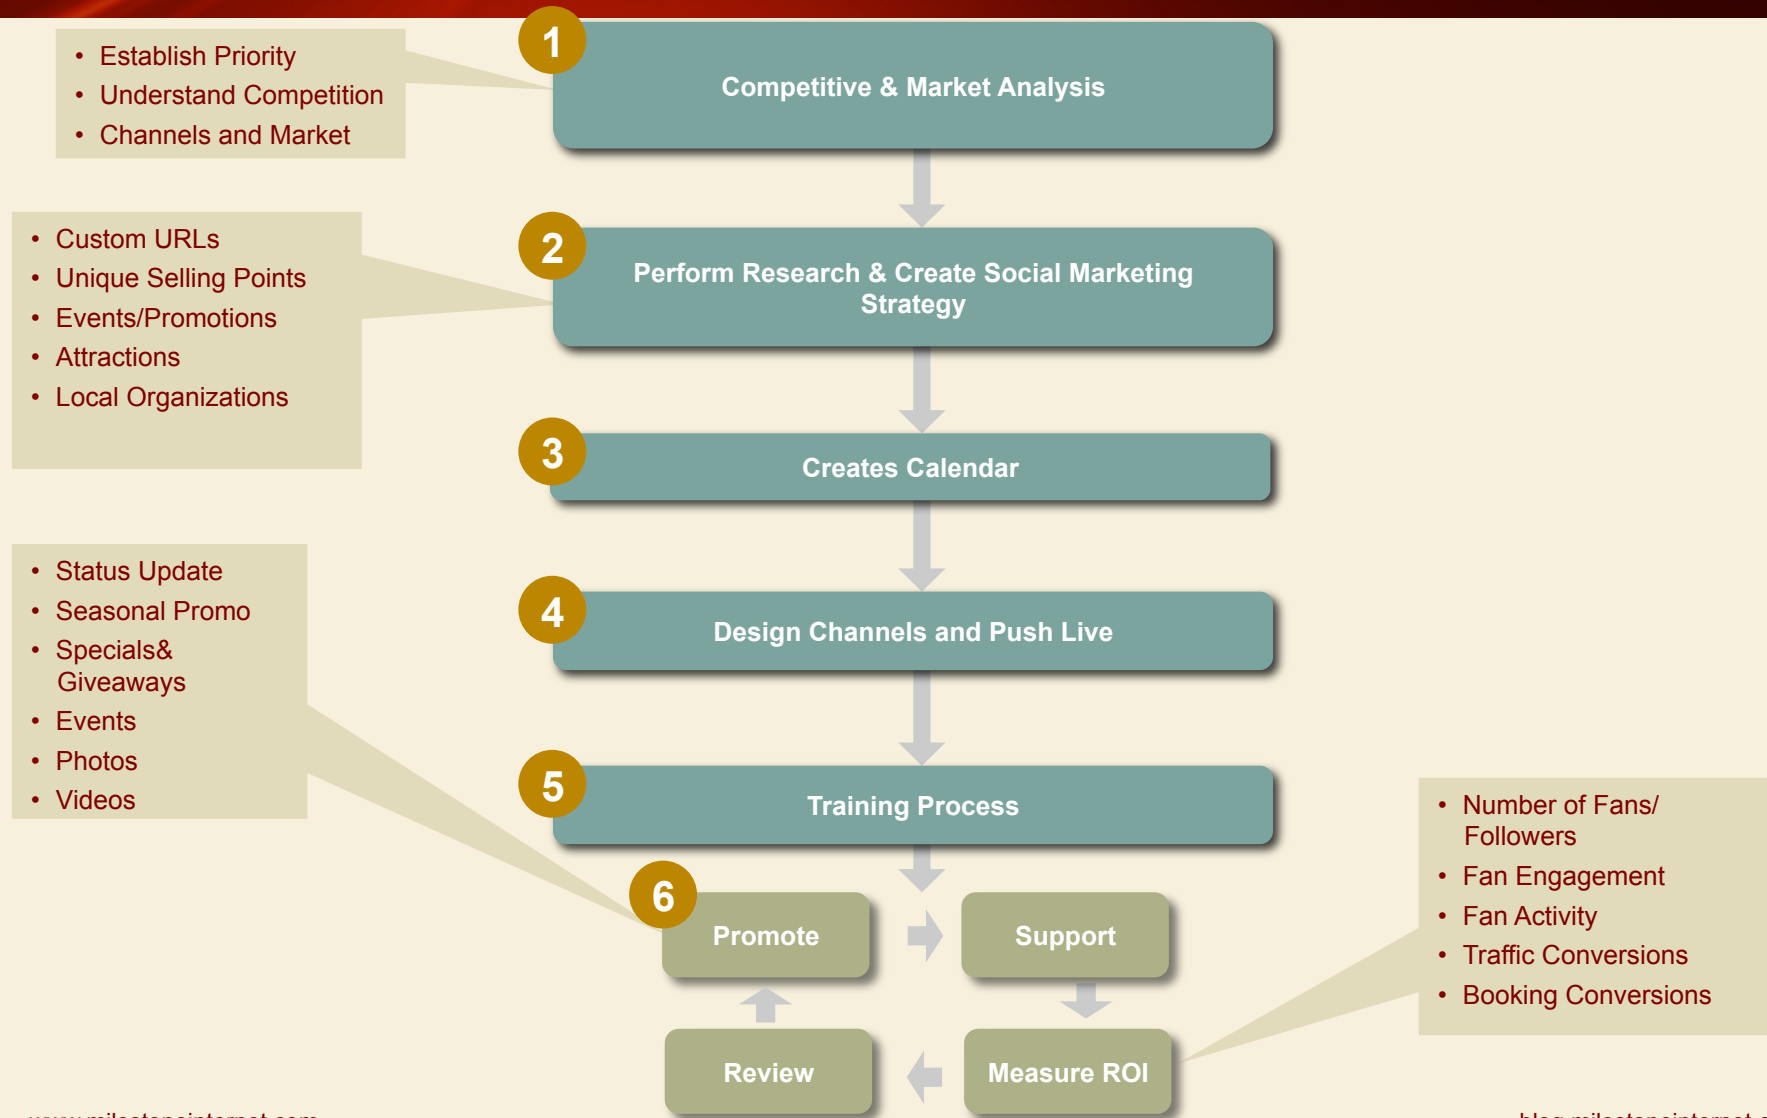 1
Competitive & Market Analysis
• Establish Priority
• Understand Competition
• Channels and Market
2
Perform Research & Create Social Marketing
Strategy
• Custom URLs
• Unique Selling Points
• Events/Promotions
• Attractions
• Local Organizations
3
Creates Calendar
4
Design Channels and Push Live
• Status Update
• Seasonal Promo
• Specials&
Giveaways
• Events
• Photos
• Videos
5
Training Process
6
Promote
Support
Review
Measure ROI
• Number of Fans/
Followers
• Fan Engagement
• Fan Activity
• Traffic Conversions
• Booking Conversions